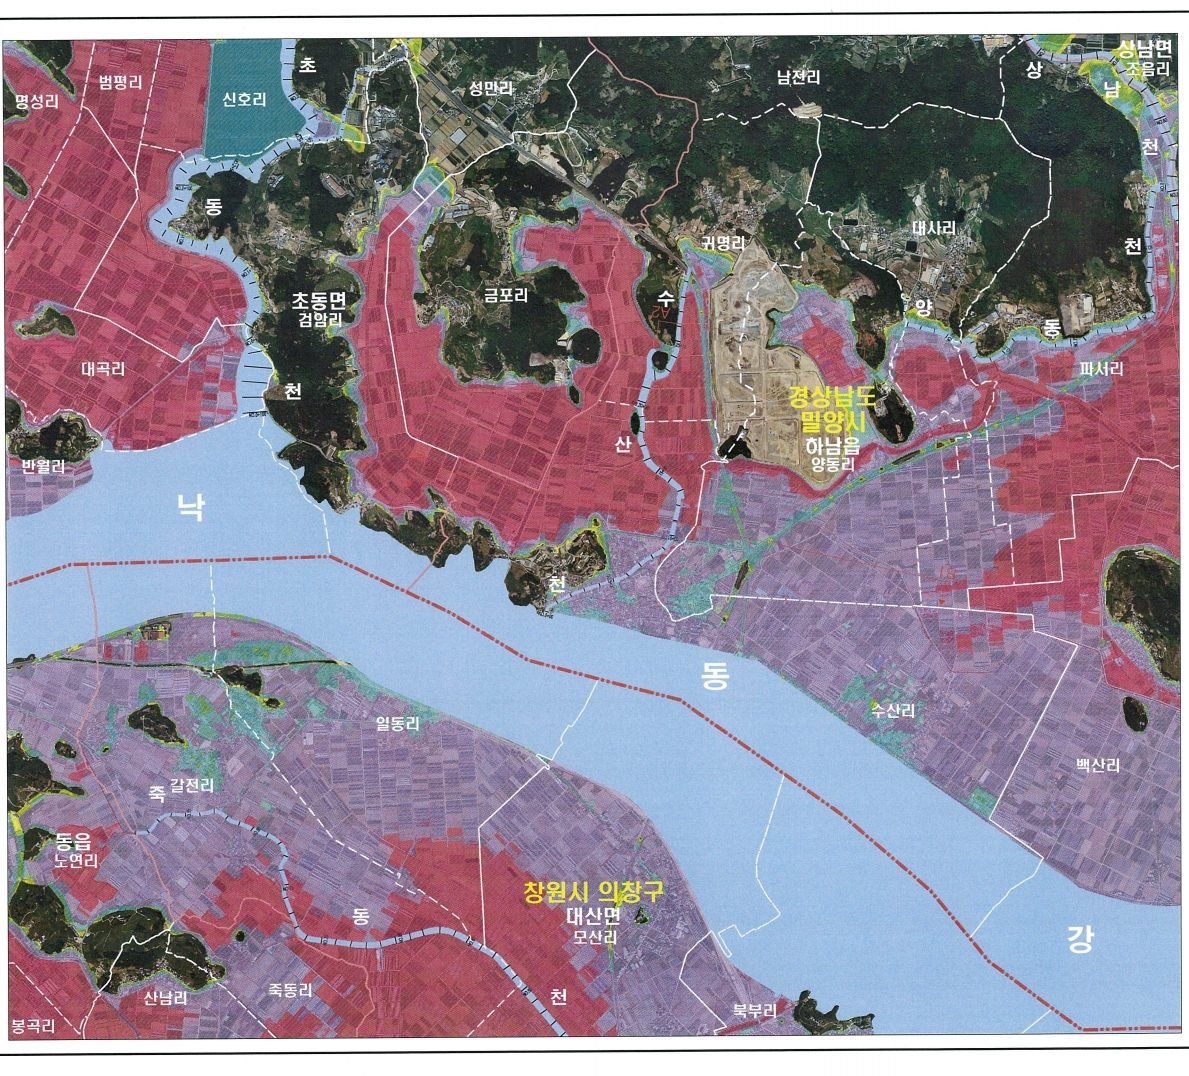 상남면
조음리
초
남전리
상
범평리
성만리
신호리
남
명성리
천
동
대사리
귀명리
천
초동면
검암리
금포리
수
양
동
대곡리
파서리
천
경상남도
밀양시
하남읍
양동리
산
반월리
낙
천
동
수산리
일동리
백산리
죽
갈전리
동읍
노연리
창원시 의창구
대산면
모산리
동
강
죽동리
산남리
천
북부리
봉곡리